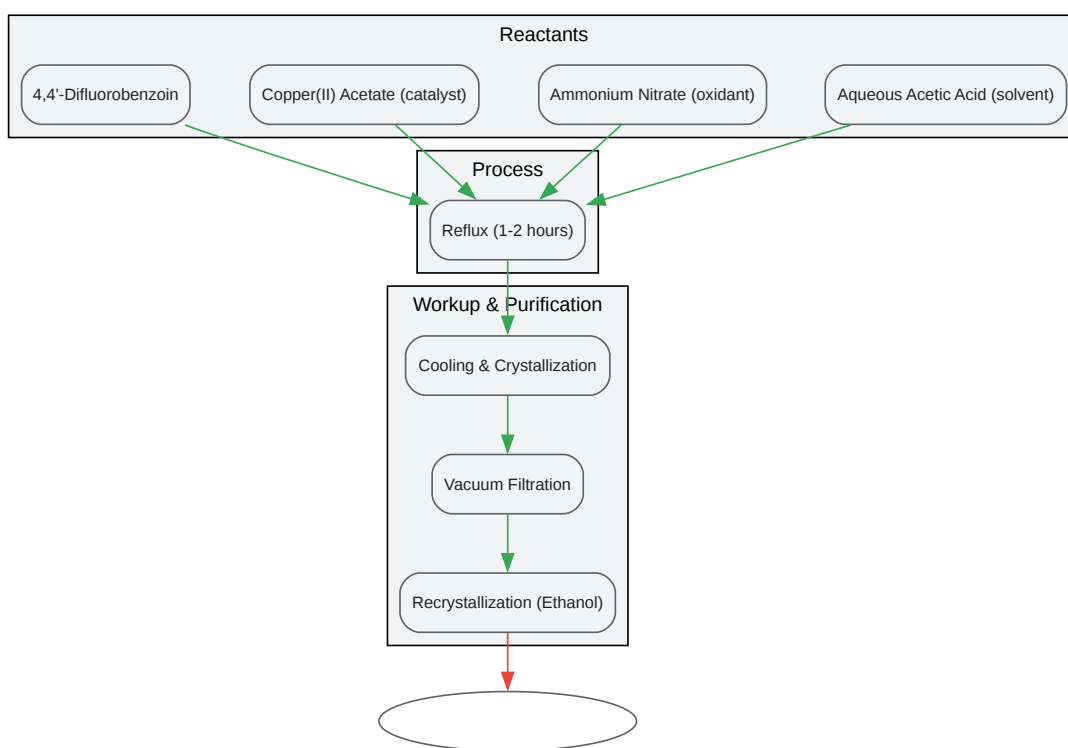 Reactants
4,4'-Difluorobenzoin
Copper(II) Acetate (catalyst)
Ammonium Nitrate (oxidant)
Aqueous Acetic Acid (solvent)
Process
Reflux (1-2 hours)
Workup & Purification
Cooling & Crystallization
Vacuum Filtration
Recrystallization (Ethanol)